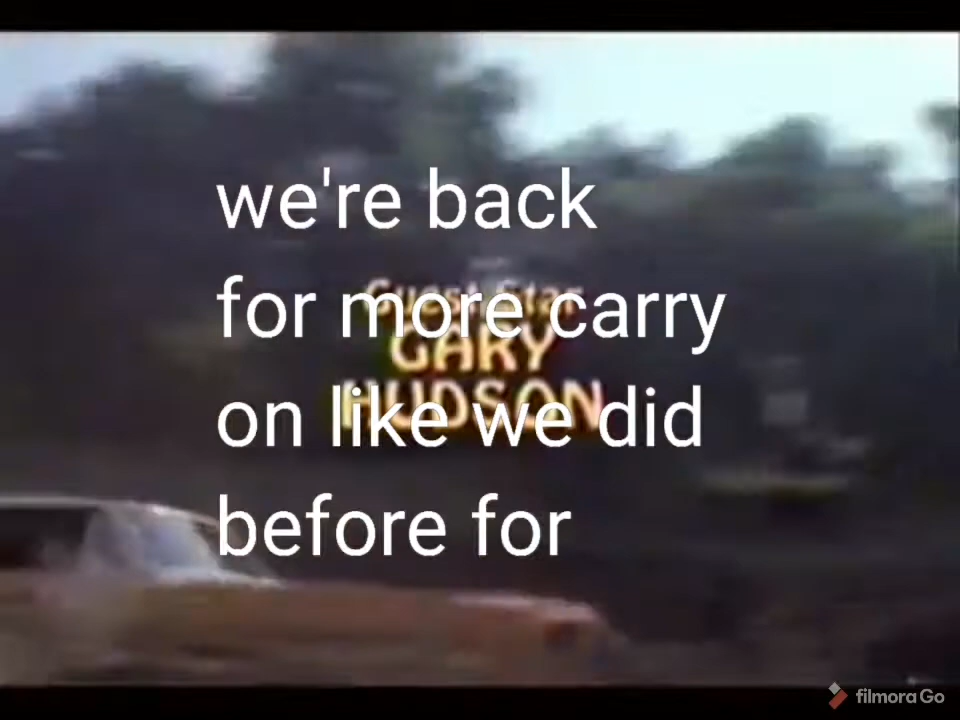 we're back
for more carry
on like we did
before for
Guest Star
GARY
HUDSON
filmora Go